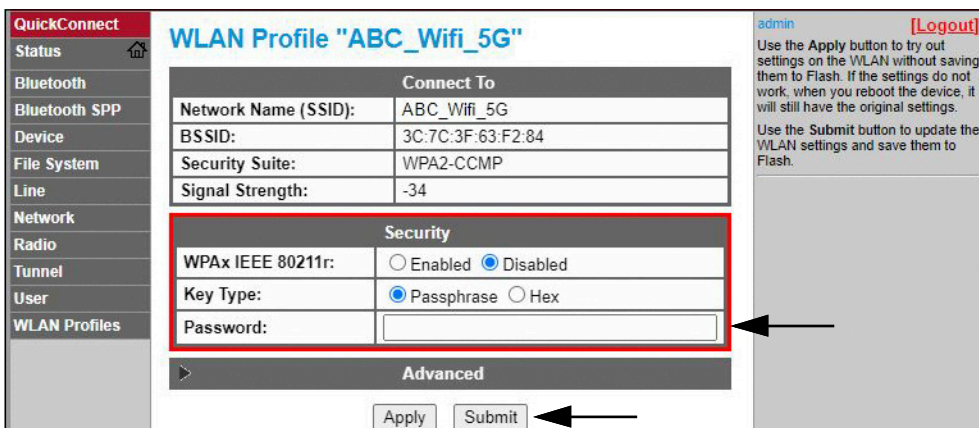 QuickConnect
Status
Bluetooth
Bluetooth SPP
Device
File System
Line
Network
Radio
Tunnel
User
WLAN Profiles
WLAN Profile "ABC_Wifi_5G"
Connect To
Network Name (SSID): ABC_Wifi_5G
BSSID: 3C:7C:3F:63:F2:84
Security Suite: WPA2-CCMP
Signal Strength: -34
Security
WPAx IEEE 80211r: Enabled Disabled
Key Type: Passphrase Hex
Password:
Advanced
Apply Submit
admin [Logout]
Use the Apply button to try out
settings on the WLAN without saving
them to Flash. If the settings do not
work, when you reboot the device, it
will still have the original settings.
Use the Submit button to update the
WLAN settings and save them to
Flash.